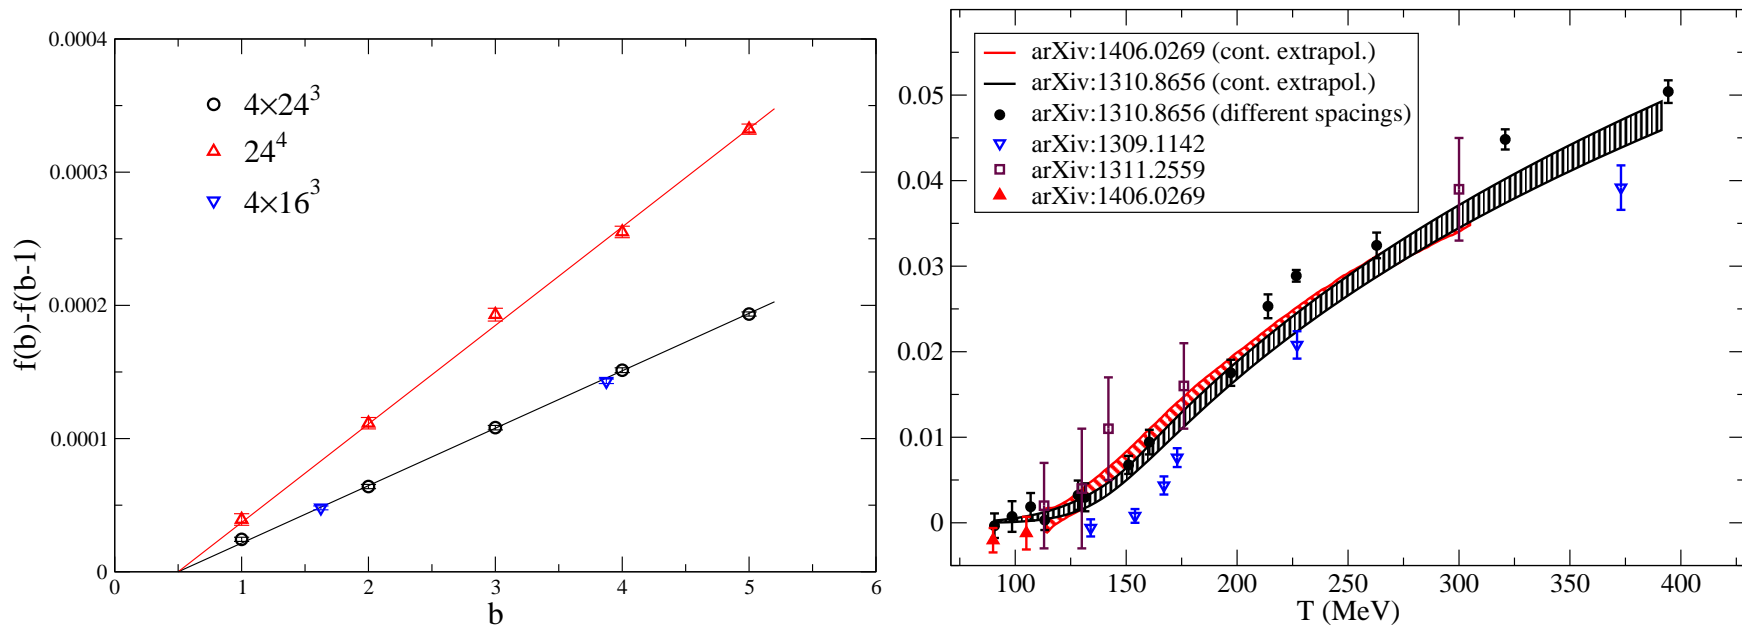 0.0004
0.0003
0.0002
0.0001
0
f(b)-f(b-1)
4×24³
24⁴
4×16³
0 1 2 3 4 5 6
b
arXiv:1406.0269 (cont. extrapol.)
arXiv:1310.8656 (cont. extrapol.)
arXiv:1310.8656 (different spacings)
arXiv:1309.1142
arXiv:1311.2559
arXiv:1406.0269
0.05
0.04
0.03
0.02
0.01
0
100 150 200 250 300 350 400
T (MeV)